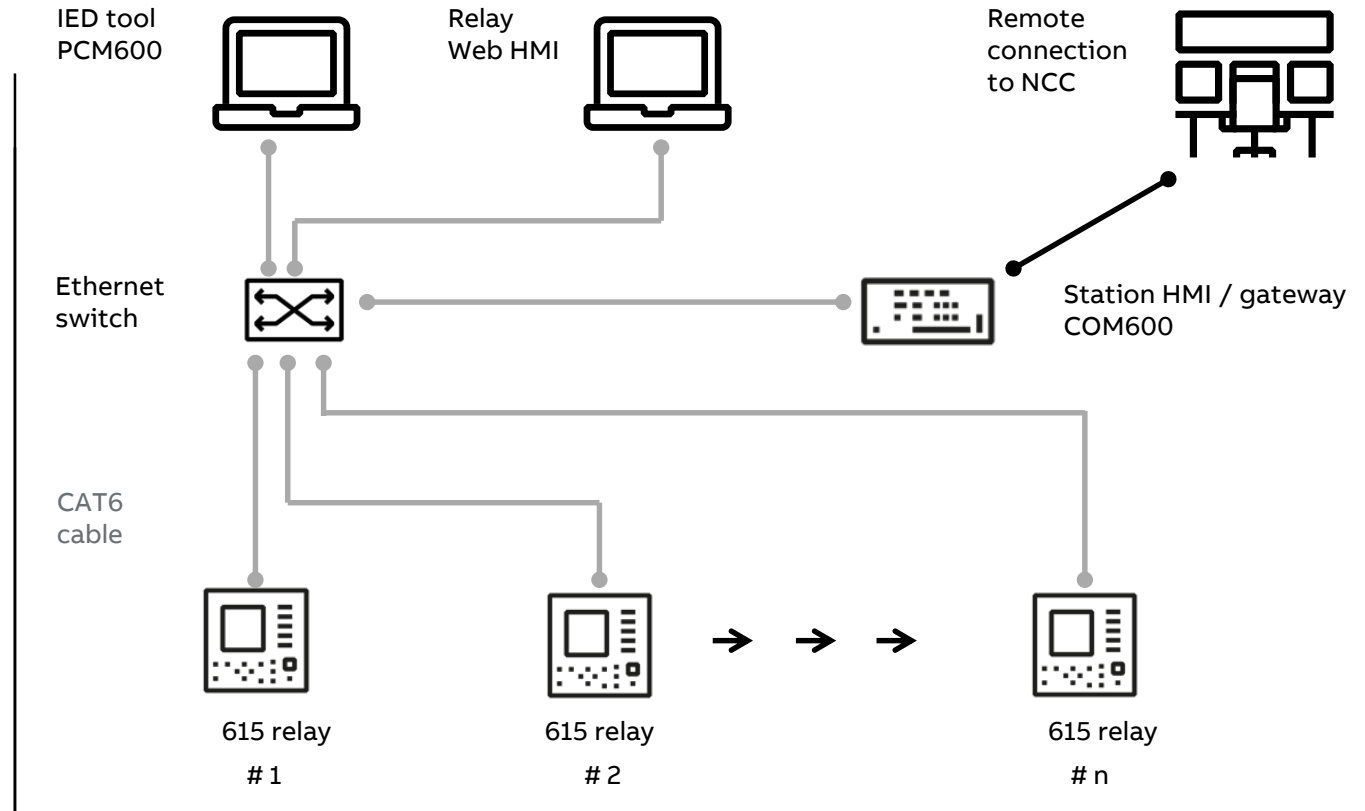 IED tool
PCM600
Relay
Web HMI
Remote
connection
to NCC
Ethernet
switch
Station HMI / gateway
COM600
CAT6
cable
615 relay
# 1
615 relay
# 2
615 relay
# n